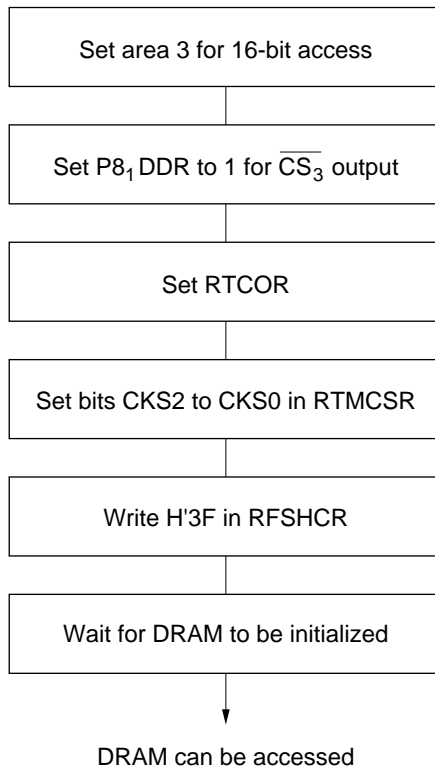 Set area 3 for 16-bit access
Set P8₁ DDR to 1 for C̅S̅₃ output
Set RTCOR
Set bits CKS2 to CKS0 in RTMCSR
Write H'3F in RFSHCR
Wait for DRAM to be initialized
DRAM can be accessed